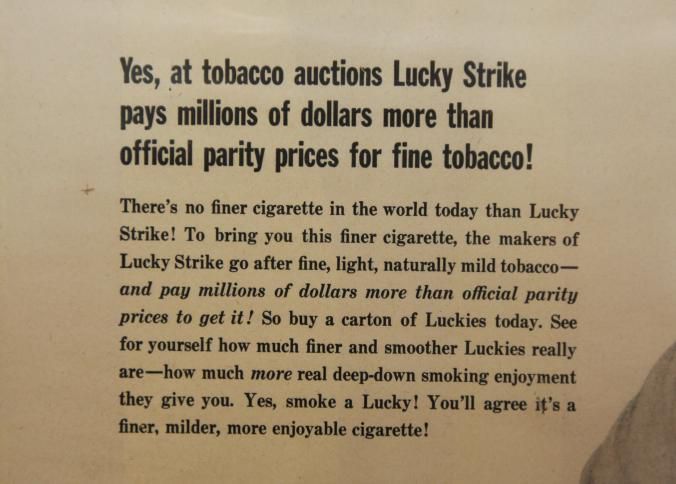 Yes, at tobacco auctions Lucky Strike
pays millions of dollars more than
official parity prices for fine tobacco!
There's no finer cigarette in the world today than Lucky
Strike! To bring you this finer cigarette, the makers of
Lucky Strike go after fine, light, naturally mild tobacco—
and pay millions of dollars more than official parity
prices to get it! So buy a carton of Luckies today. See
for yourself how much finer and smoother Luckies really
are—how much more real deep-down smoking enjoyment
they give you. Yes, smoke a Lucky! You'll agree it's a
finer, milder, more enjoyable cigarette!